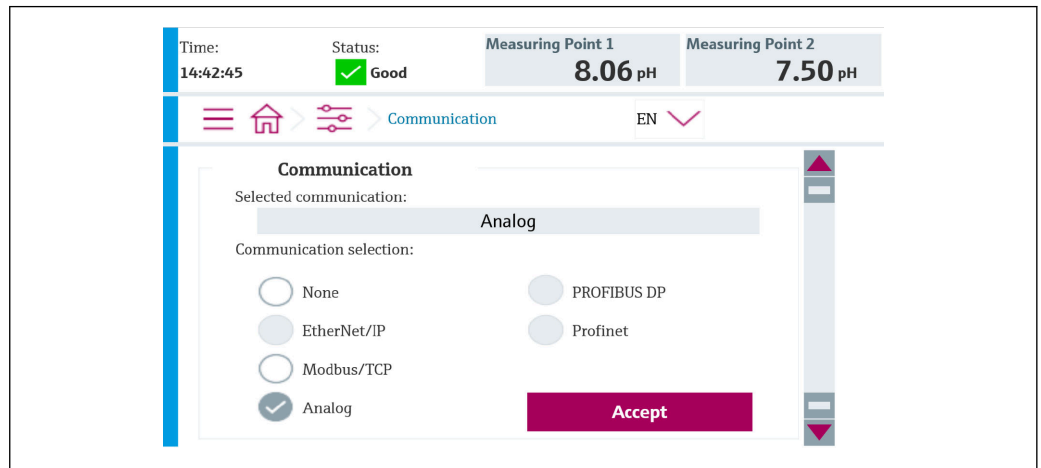 Time: Status: Measuring Point 1 Measuring Point 2
14:42:45 Good 8.06 pH 7.50 pH
Communication EN
Communication
Selected communication:
Analog
Communication selection:
None PROFIBUS DP
EtherNet/IP Profinet
Modbus/TCP
Analog Accept